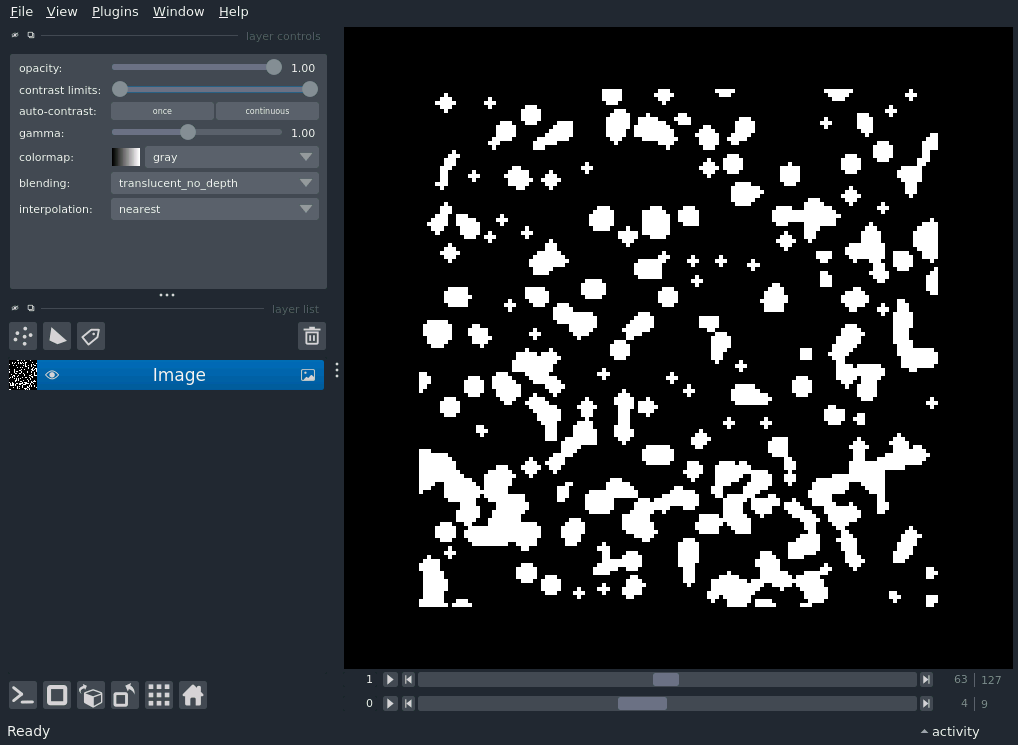 File View Plugins Window Help
layer controls
opacity: 1.00
contrast limits:
auto-contrast: once continuous
gamma: 1.00
colormap: gray
blending: translucent_no_depth
interpolation: nearest
layer list
Image
1 63 127
0 4 9
Ready activity